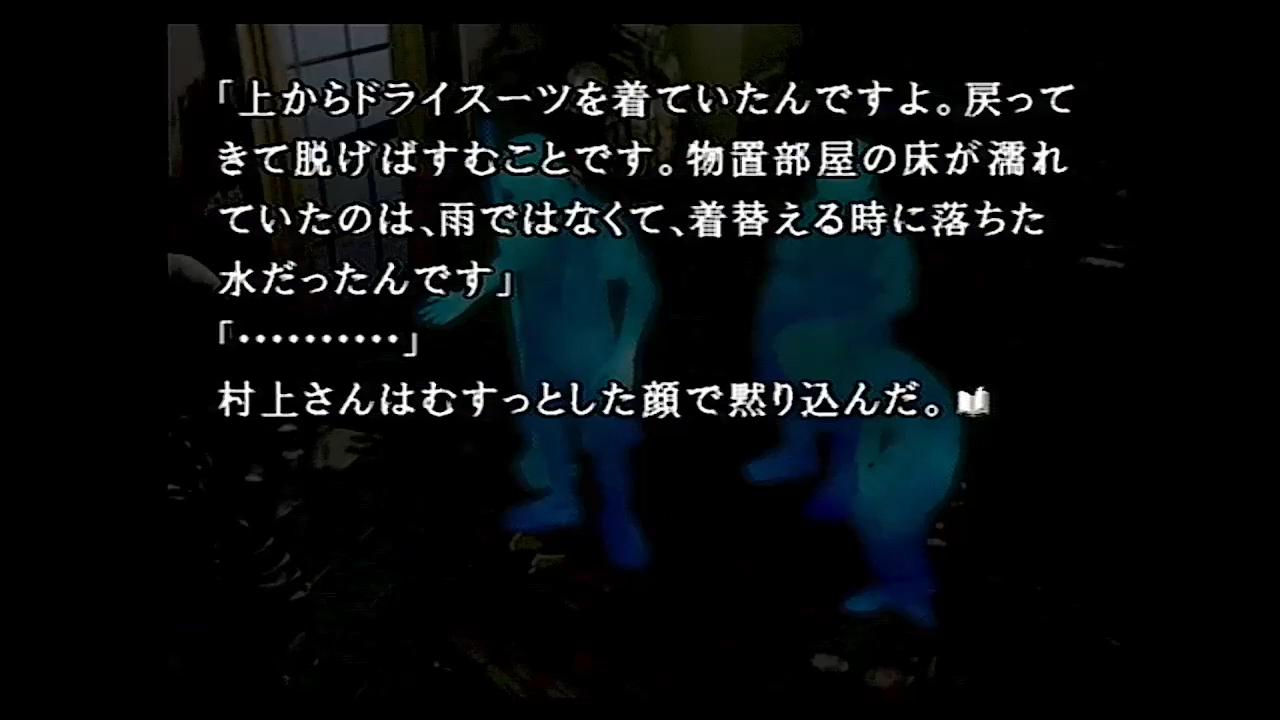 「上からドライスーツを着ていたんですよ。戻って
きて脱げばすむことです。物置部屋の床が濡れ
ていたのは、雨ではなくて、着替える時に落ちた
水だったんです」
「‥‥‥‥‥」
村上さんはむすっとした顔で黙り込んだ。